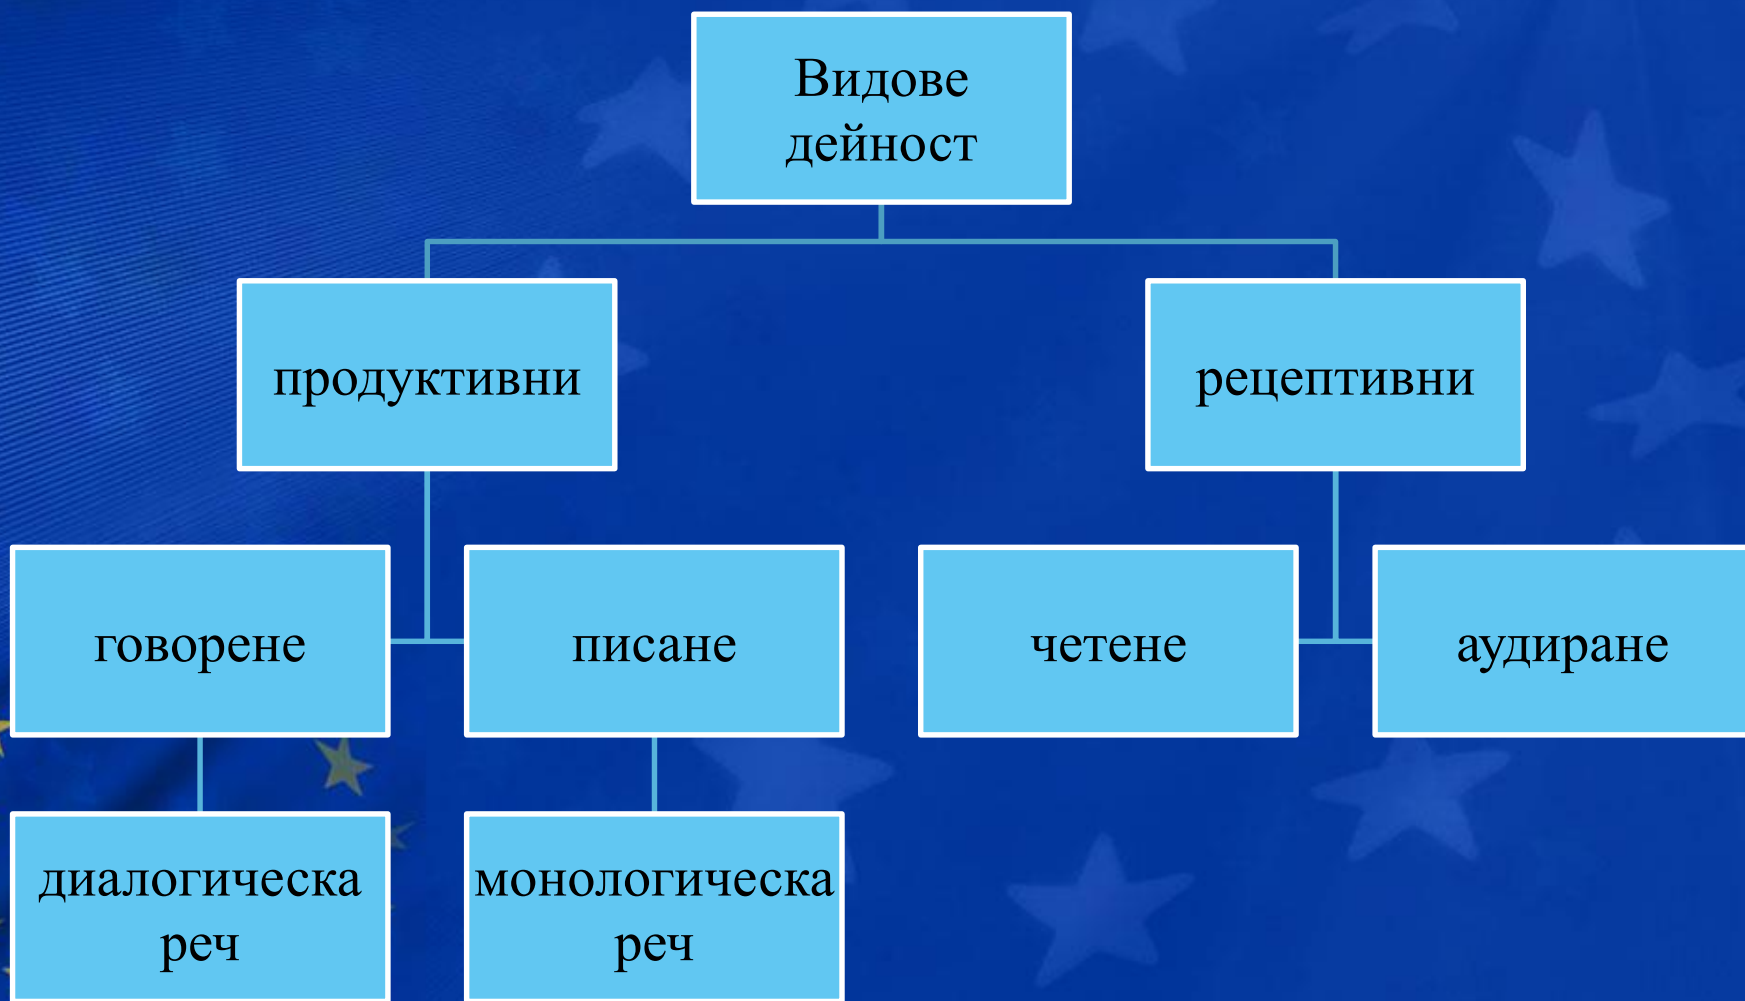 Видове
дейност
продуктивни
рецептивни
говорене
писане
четене
аудиране
диалогическа
реч
монологическа
реч